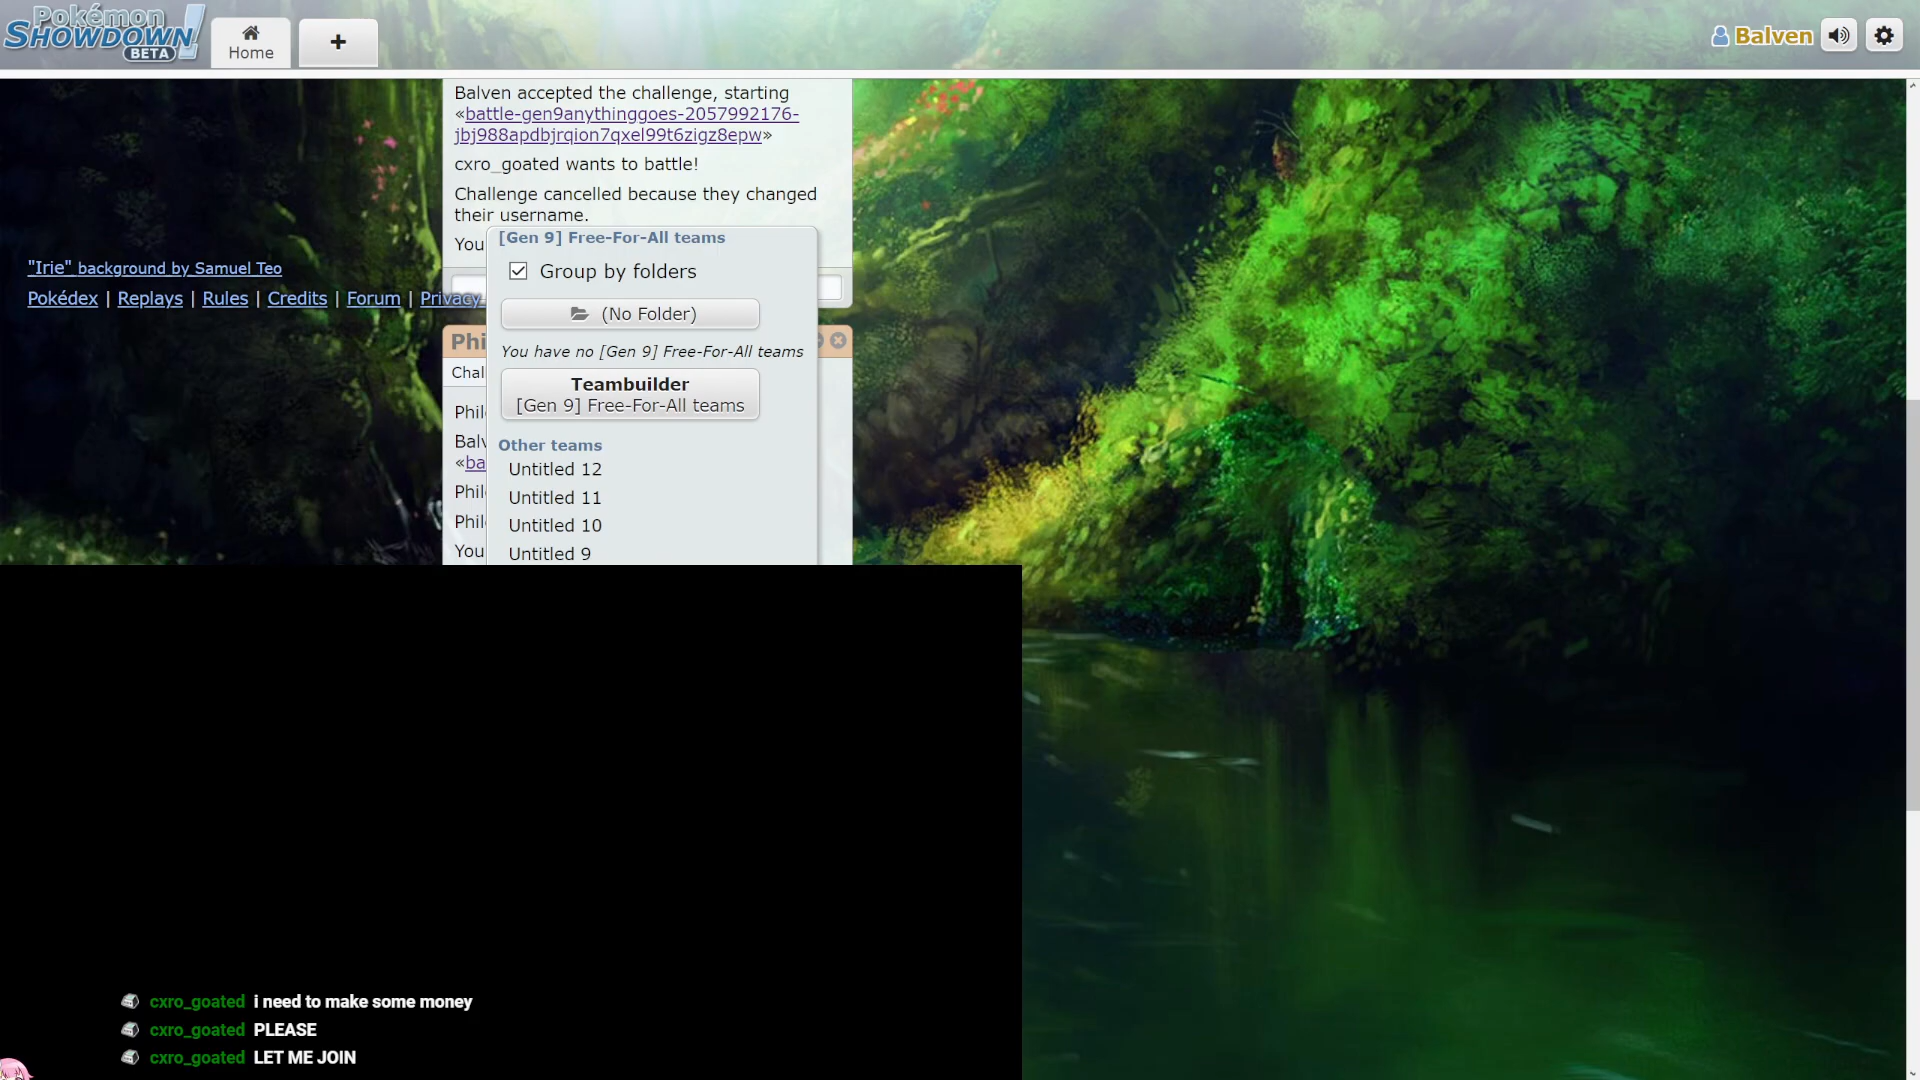 Pokémon
SHOWDOWN!
BETA
Home
+
Balven
Balven accepted the challenge, starting
«battle-gen9anythinggoes-2057992176-
jbj988apdbjrqion7qxel99t6zigz8epw»
cxro_goated wants to battle!
Challenge cancelled because they changed
their username.
You
"Irie" background by Samuel Teo
Pokédex | Replays | Rules | Credits | Forum | Privacy
[Gen 9] Free-For-All teams
Group by folders
(No Folder)
You have no [Gen 9] Free-For-All teams
Teambuilder
[Gen 9] Free-For-All teams
Other teams
Untitled 12
Untitled 11
Untitled 10
Untitled 9
Phi
Chal
Phil
Balv
«ba
Phil
Phil
You
cxro_goated i need to make some money
cxro_goated PLEASE
cxro_goated LET ME JOIN